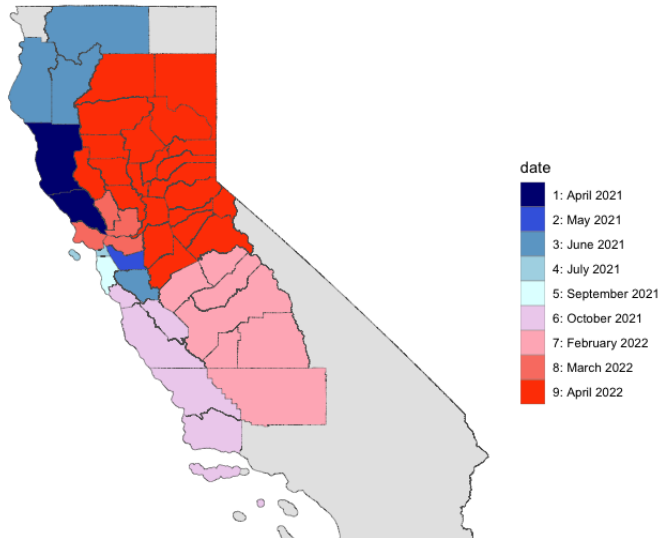 date
1: April 2021
2: May 2021
3: June 2021
4: July 2021
5: September 2021
6: October 2021
7: February 2022
8: March 2022
9: April 2022